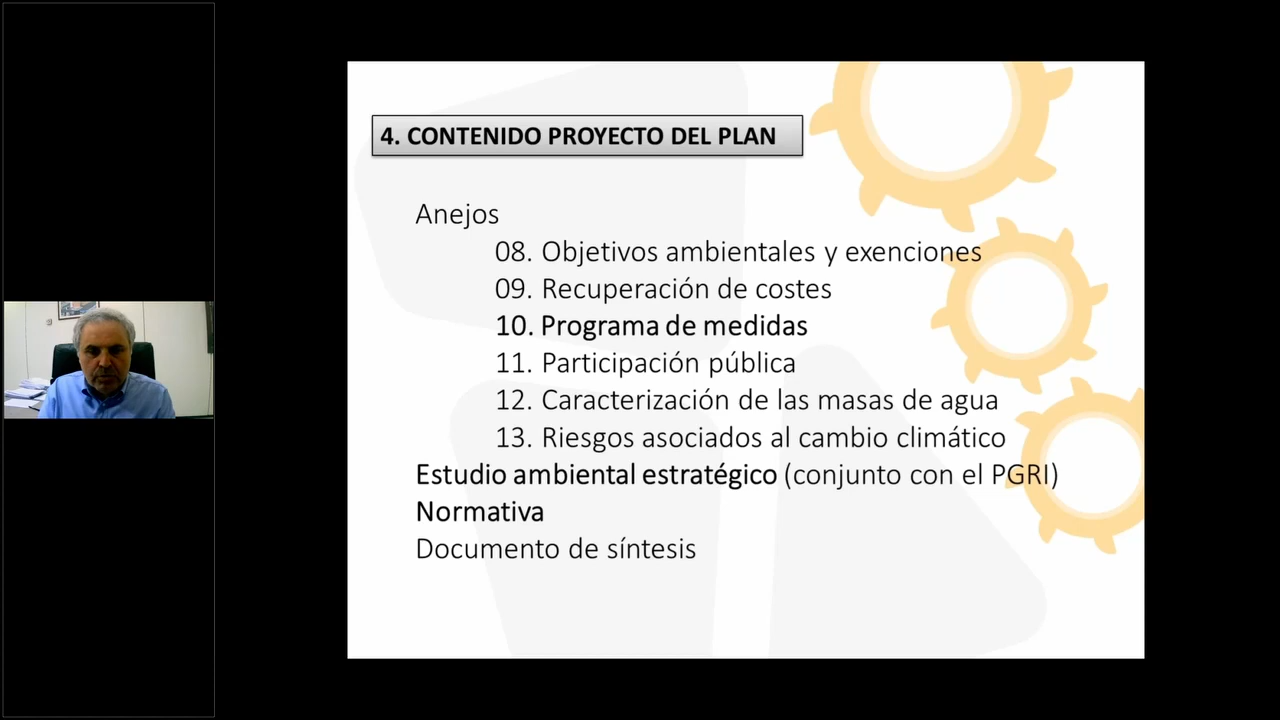 4. CONTENIDO PROYECTO DEL PLAN
Anejos
08. Objetivos ambientales y exenciones
09. Recuperación de costes
10. Programa de medidas
11. Participación pública
12. Caracterización de las masas de agua
13. Riesgos asociados al cambio climático
Estudio ambiental estratégico (conjunto con el PGRI)
Normativa
Documento de síntesis